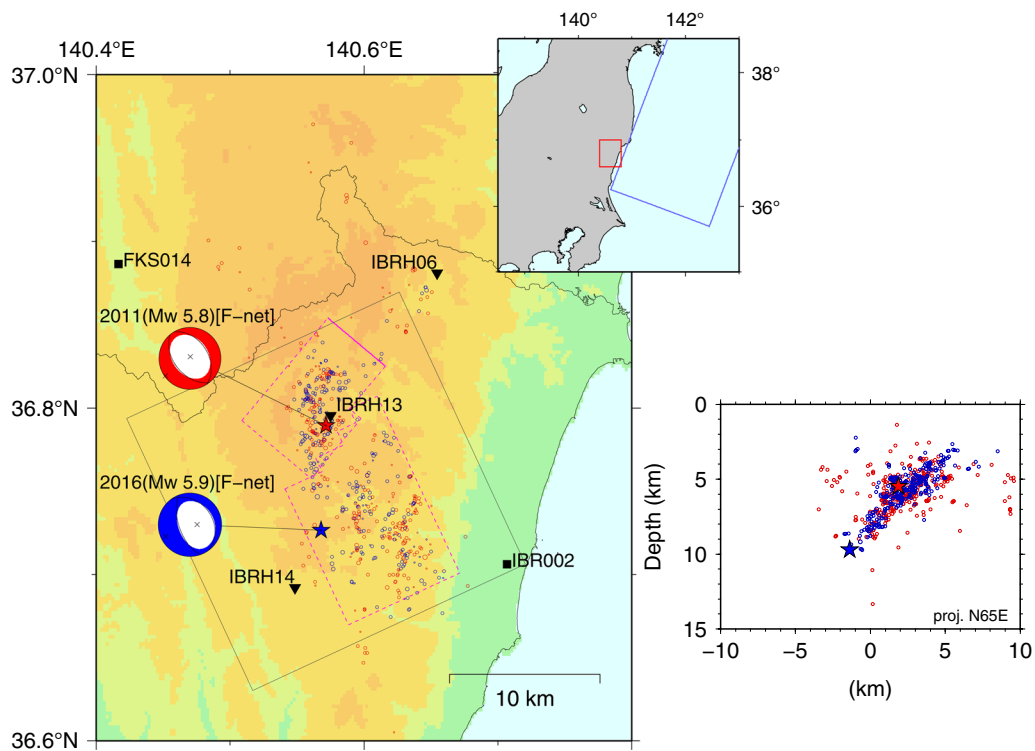 140.4°E
140.6°E
140°
142°
37.0°N
38°
36°
FKS014
IBRH06
2011(Mw 5.8)[F−net]
36.8°N
IBRH13
2016(Mw 5.9)[F−net]
IBRH14
IBR002
10 km
36.6°N
0
5
10
15
Depth (km)
proj. N65E
−10
−5
0
5
10
(km)